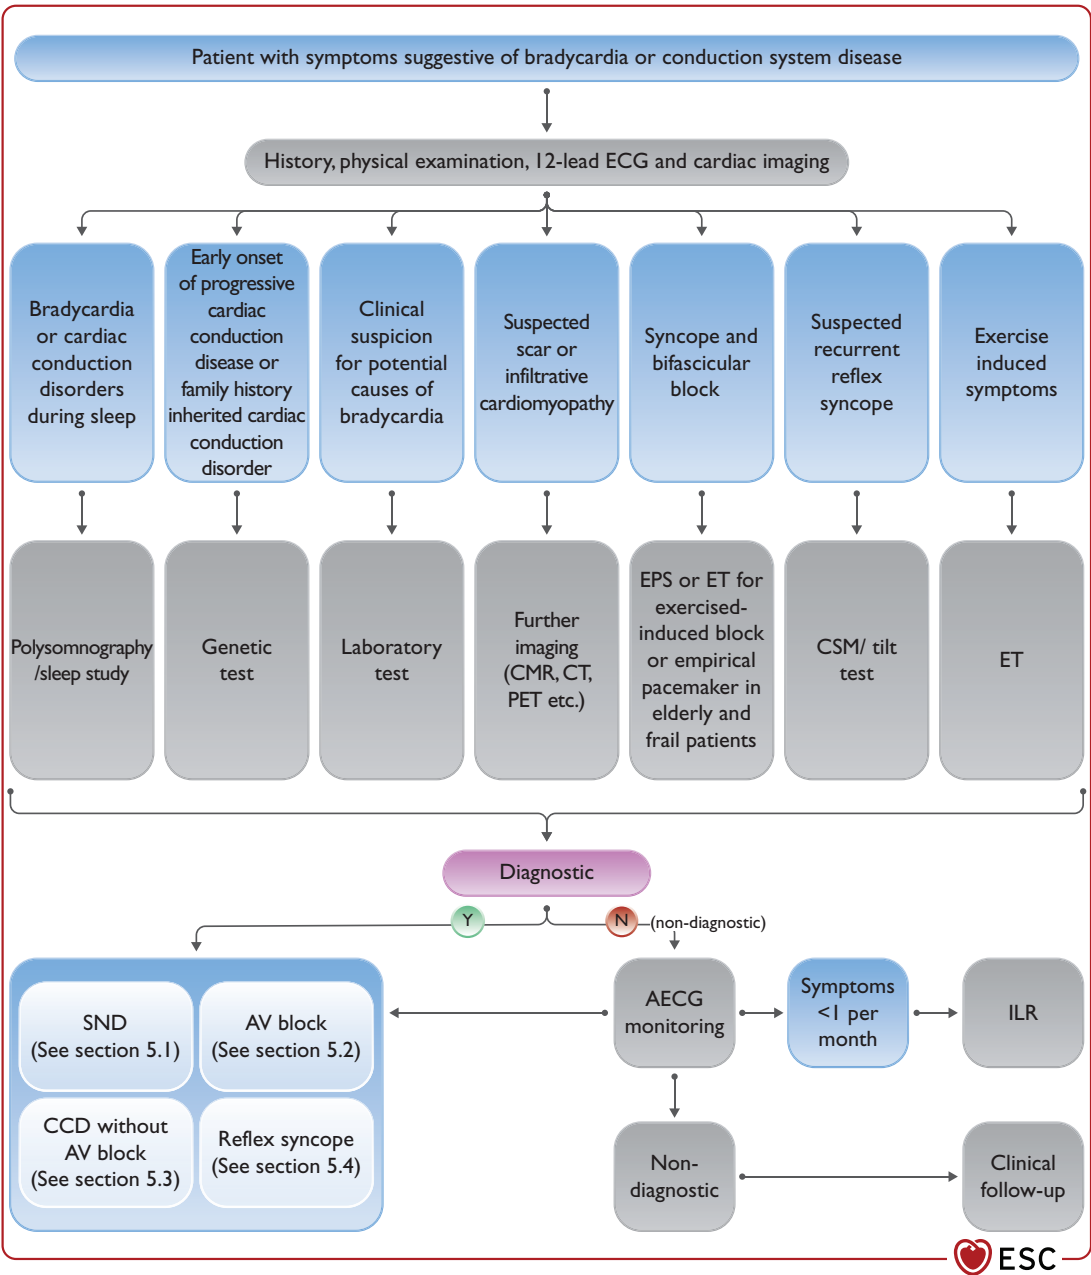 Patient with symptoms suggestive of bradycardia or conduction system disease
History, physical examination, 12-lead ECG and cardiac imaging
Bradycardia
or cardiac
conduction
disorders
during sleep
Early onset
of progressive
cardiac
conduction
disease or
family history
inherited cardiac
conduction
disorder
Clinical
suspicion
for potential
causes of
bradycardia
Suspected
scar or
infiltrative
cardiomyopathy
Syncope and
bifascicular
block
Suspected
recurrent
reflex
syncope
Exercise
induced
symptoms
Polysomnography
/sleep study
Genetic
test
Laboratory
test
Further
imaging
(CMR, CT,
PET etc.)
EPS or ET for
exercised-
induced block
or empirical
pacemaker in
elderly and
frail patients
CSM/ tilt
test
ET
Diagnostic
Y
N
(non-diagnostic)
SND
(See section 5.1)
AV block
(See section 5.2)
CCD without
AV block
(See section 5.3)
Reflex syncope
(See section 5.4)
AECG
monitoring
Symptoms
<1 per
month
ILR
Non-
diagnostic
Clinical
follow-up
ESC